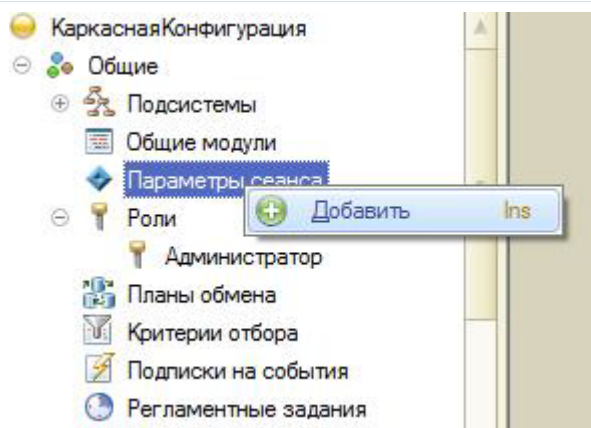 КаркаснаяКонфигурация
Общие
Подсистемы
Общие модули
Параметры сеанса
Добавить Ins
Роли
Администратор
Планы обмена
Критерии отбора
Подписки на события
Регламентные задания